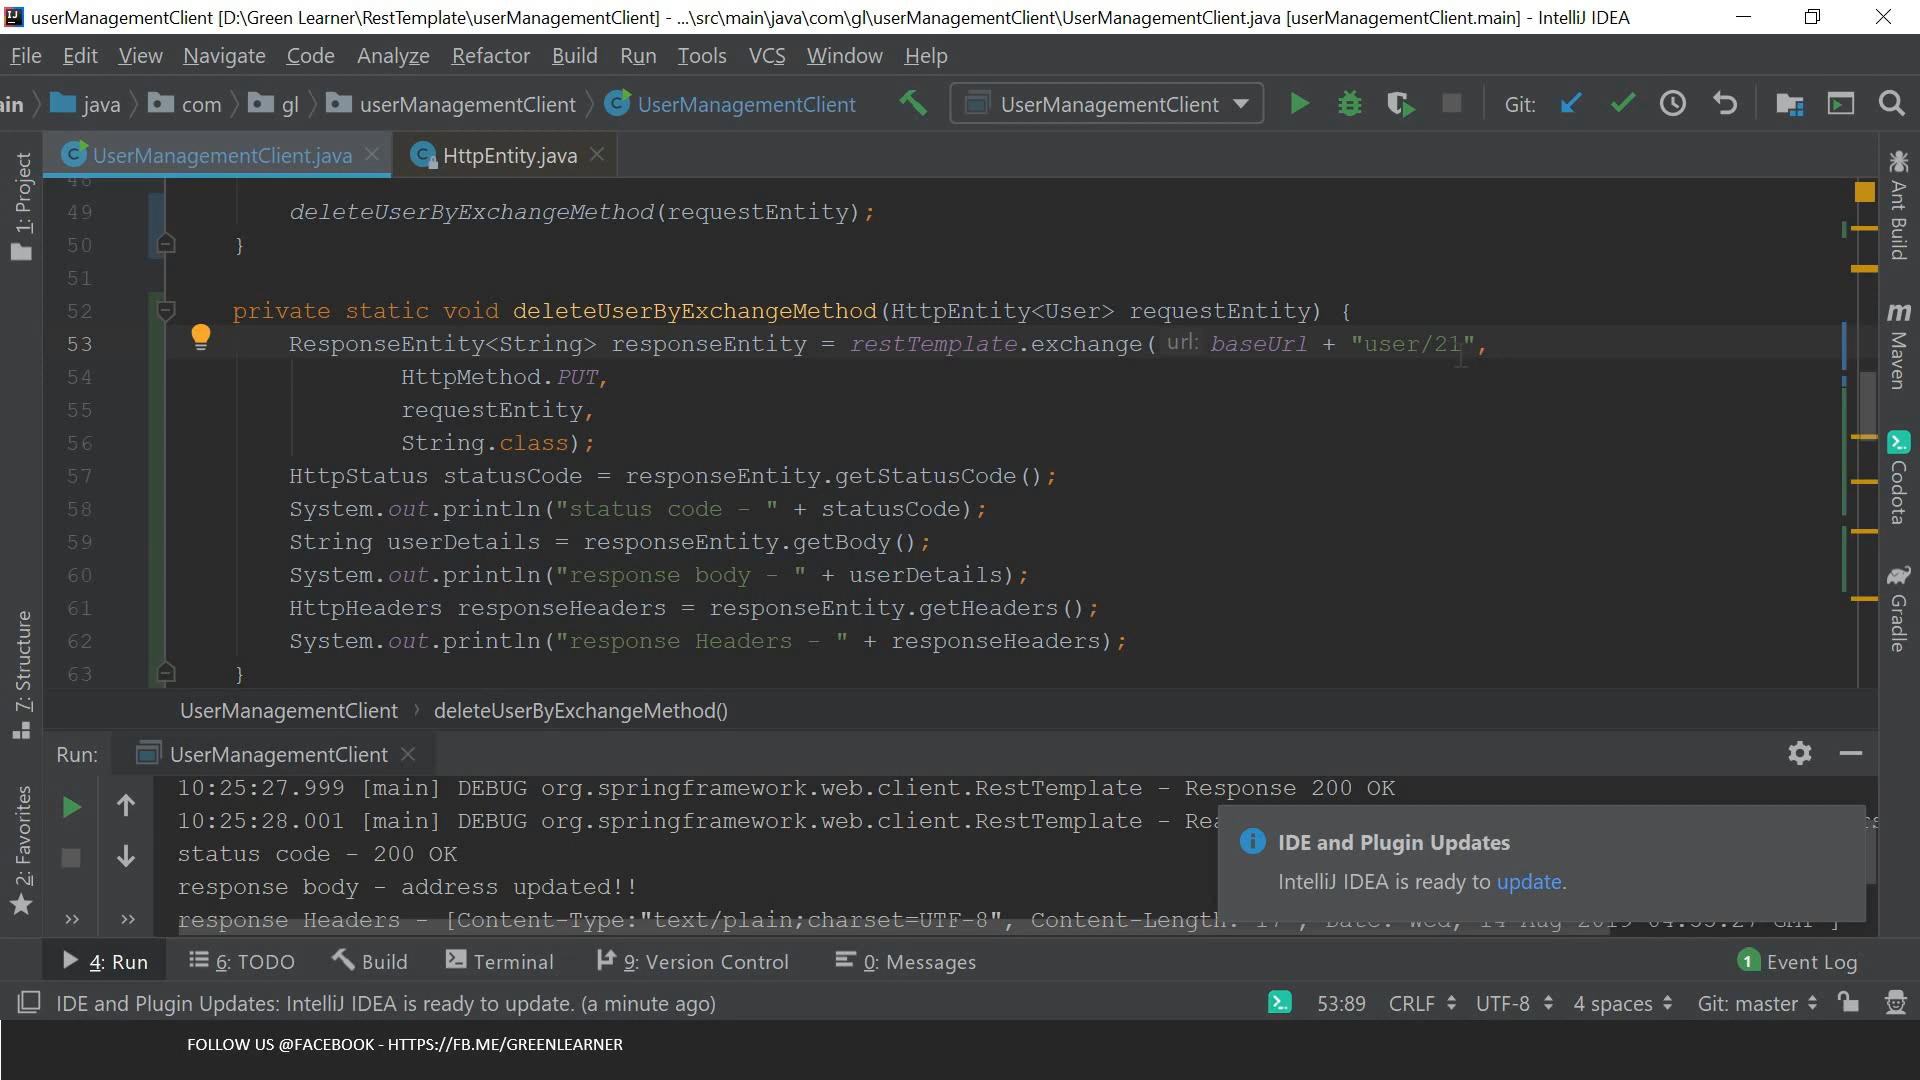 userManagementClient [D:\Green Learner\RestTemplate\userManagementClient] - ...\src\main\java\com\gl\userManagementClient\UserManagementClient.java [userManagementClient.main] - IntelliJ IDEA
File Edit View Navigate Code Analyze Refactor Build Run Tools VCS Window Help
ain java com gl userManagementClient UserManagementClient UserManagementClient Git:
UserManagementClient.java HttpEntity.java
1: Project
7: Structure
2: Favorites
Ant Build
Maven
Codota
Gradle
48
49 deleteUserByExchangeMethod(requestEntity);
50 }
51
52 private static void deleteUserByExchangeMethod(HttpEntity<User> requestEntity) {
53 ResponseEntity<String> responseEntity = restTemplate.exchange( url: baseUrl + "user/21",
54 HttpMethod.PUT,
55 requestEntity,
56 String.class);
57 HttpStatus statusCode = responseEntity.getStatusCode();
58 System.out.println("status code - " + statusCode);
59 String userDetails = responseEntity.getBody();
60 System.out.println("response body - " + userDetails);
61 HttpHeaders responseHeaders = responseEntity.getHeaders();
62 System.out.println("response Headers - " + responseHeaders);
63 }
UserManagementClient › deleteUserByExchangeMethod()
Run: UserManagementClient
10:25:27.999 [main] DEBUG org.springframework.web.client.RestTemplate - Response 200 OK
10:25:28.001 [main] DEBUG org.springframework.web.client.RestTemplate -
status code - 200 OK
response body - address updated!!
response Headers - [Content-Type:"text/plain;charset=UTF-8", Content-Length:
IDE and Plugin Updates
IntelliJ IDEA is ready to update.
4: Run 6: TODO Build Terminal 9: Version Control 0: Messages 1 Event Log
IDE and Plugin Updates: IntelliJ IDEA is ready to update. (a minute ago) 53:89 CRLF UTF-8 4 spaces Git: master
FOLLOW US @FACEBOOK - HTTPS://FB.ME/GREENLEARNER